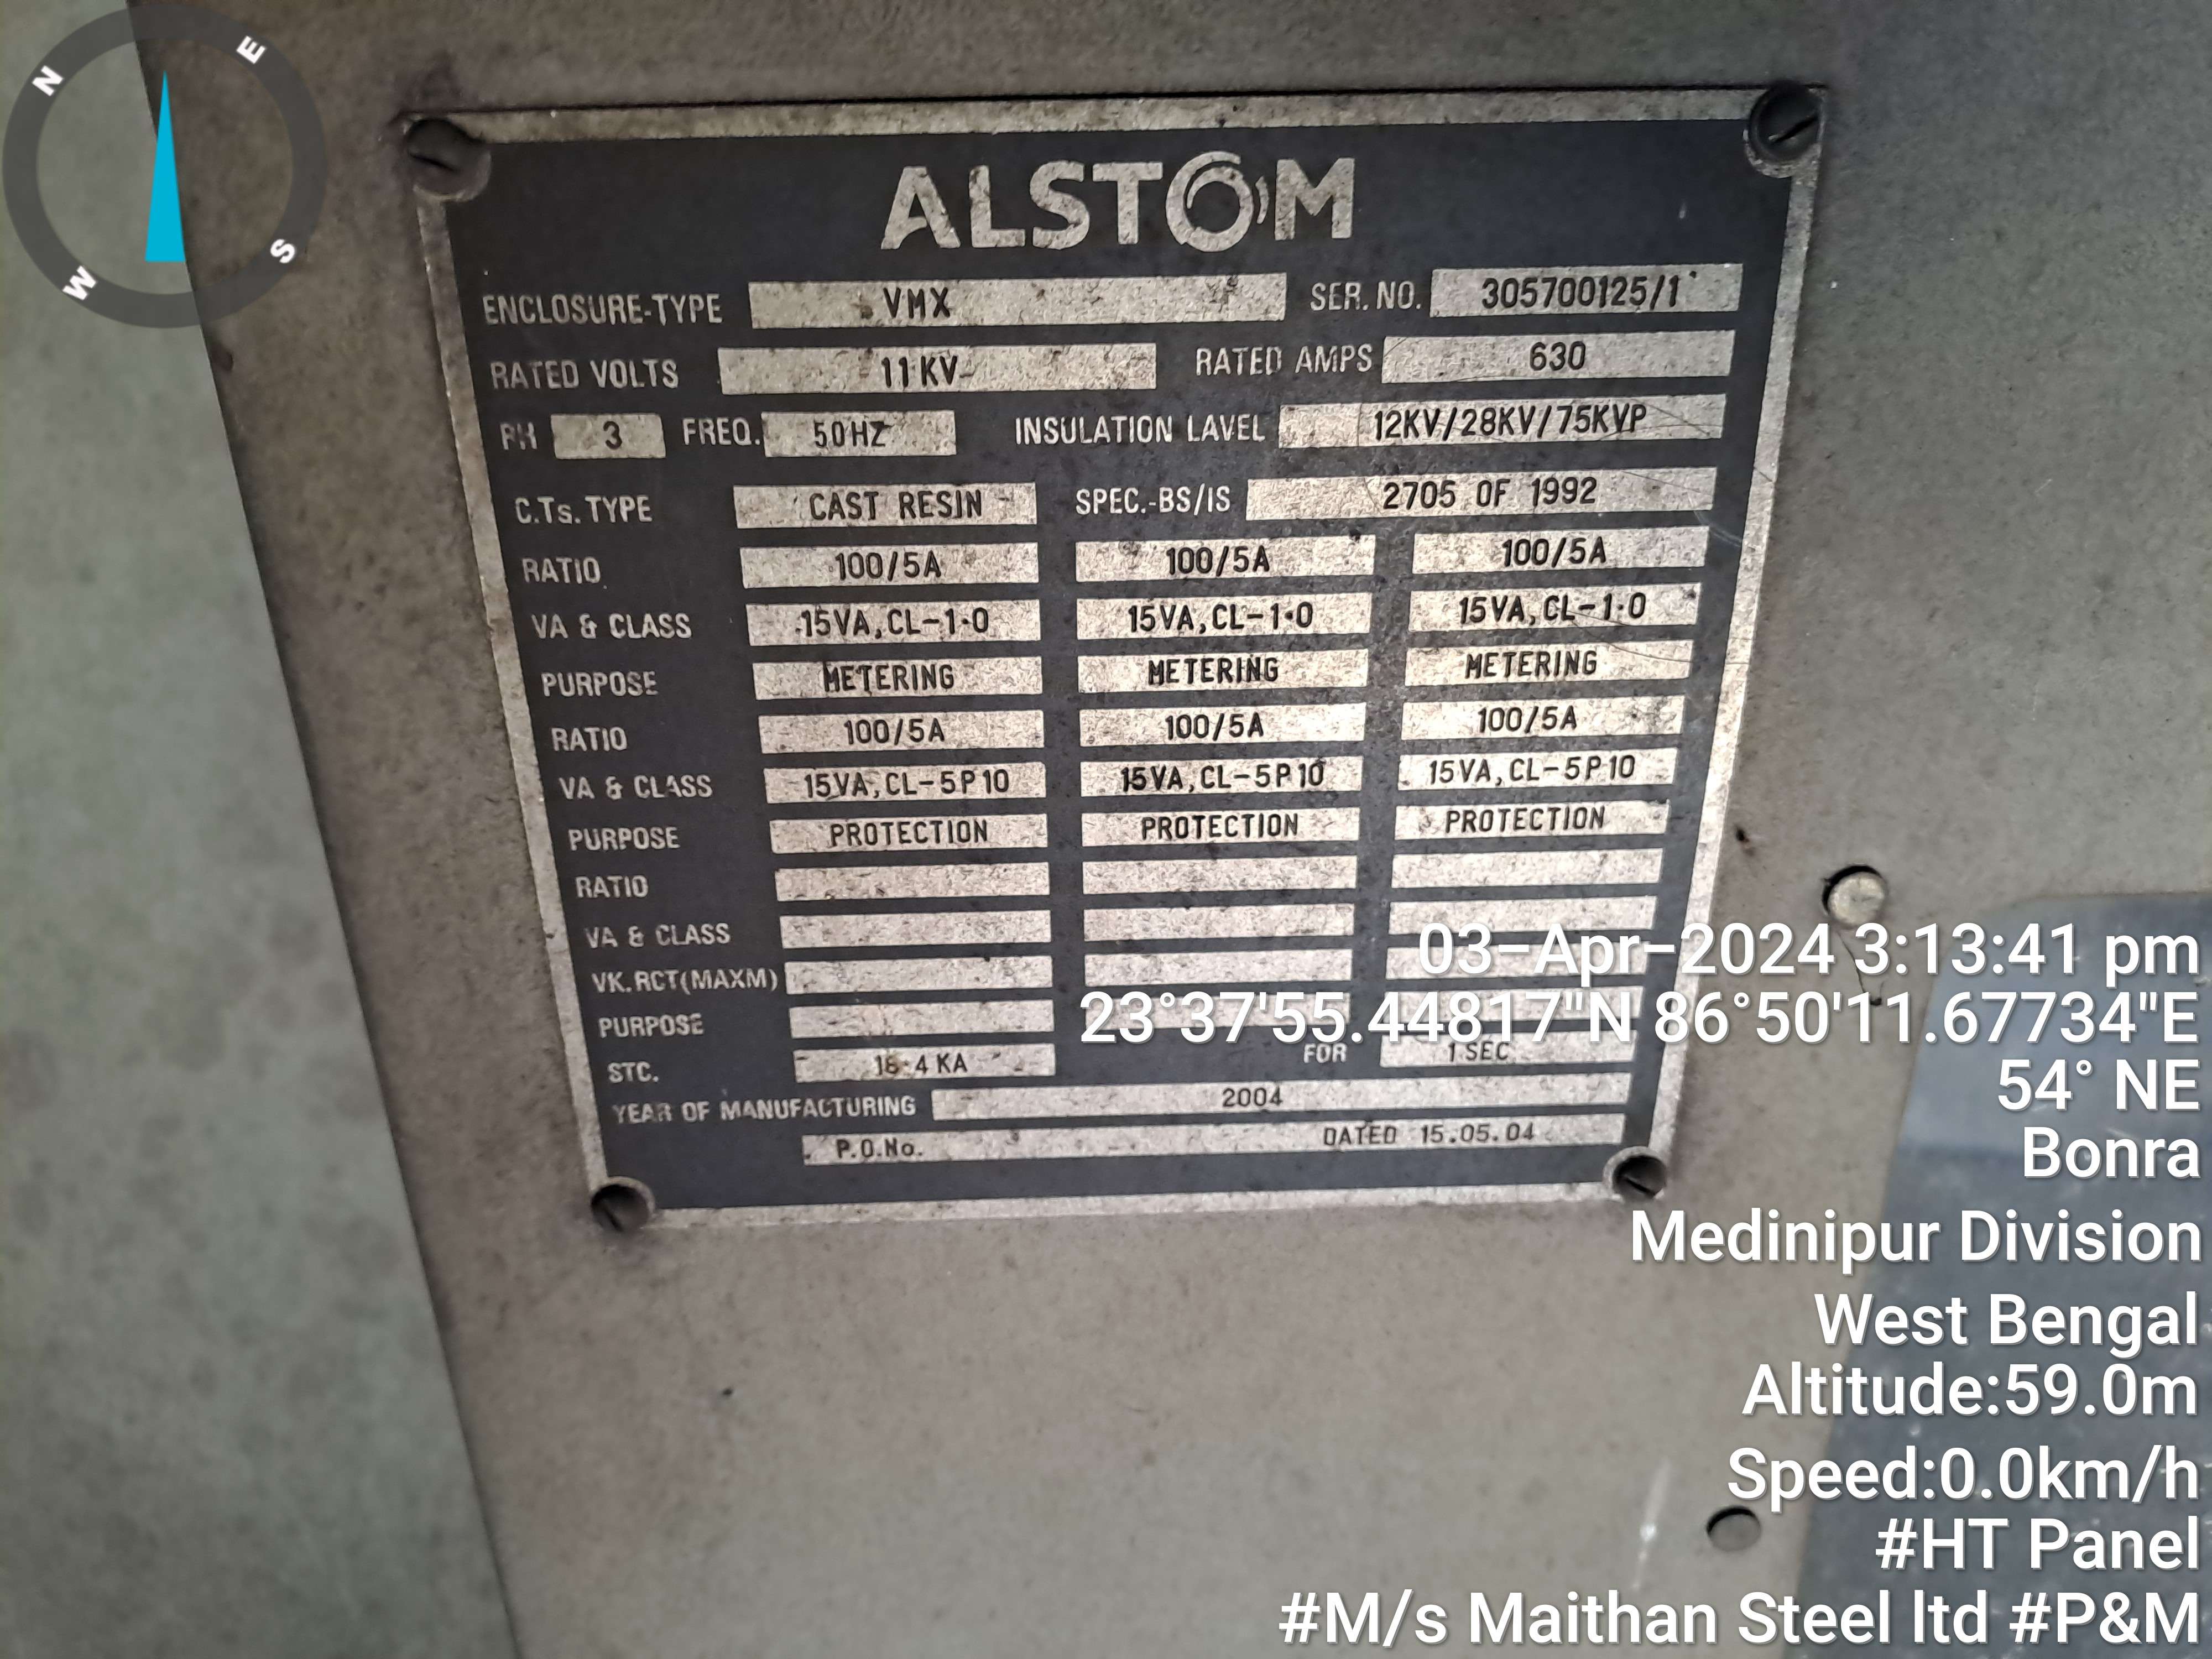 N
E
S
W
ALSTOM
ENCLOSURE-TYPE VMX SER. NO. 305700125/1
RATED VOLTS 11 KV RATED AMPS 630
PH 3 FREQ. 50HZ INSULATION LAVEL 12KV/28KV/75KVP
C.Ts. TYPE CAST RESIN SPEC.-BS/IS 2705 OF 1992
RATIO 100/5A 100/5A 100/5A
VA & CLASS 15VA, CL-1·0 15VA, CL-1·0 15VA, CL-1·0
PURPOSE METERING METERING METERING
RATIO 100/5A 100/5A 100/5A
VA & CLASS 15VA, CL-5P10 15VA, CL-5P10 15VA, CL-5P10
PURPOSE PROTECTION PROTECTION PROTECTION
RATIO
VA & CLASS
VK. RCT(MAXM)
PURPOSE
STC. 18·4 KA FOR 1 SEC
YEAR OF MANUFACTURING 2004
P.O.No. DATED 15.05.04
03-Apr-2024 3:13:41 pm
23°37'55.44817"N 86°50'11.67734"E
54° NE
Bonra
Medinipur Division
West Bengal
Altitude:59.0m
Speed:0.0km/h
#HT Panel
#M/s Maithan Steel ltd #P&M